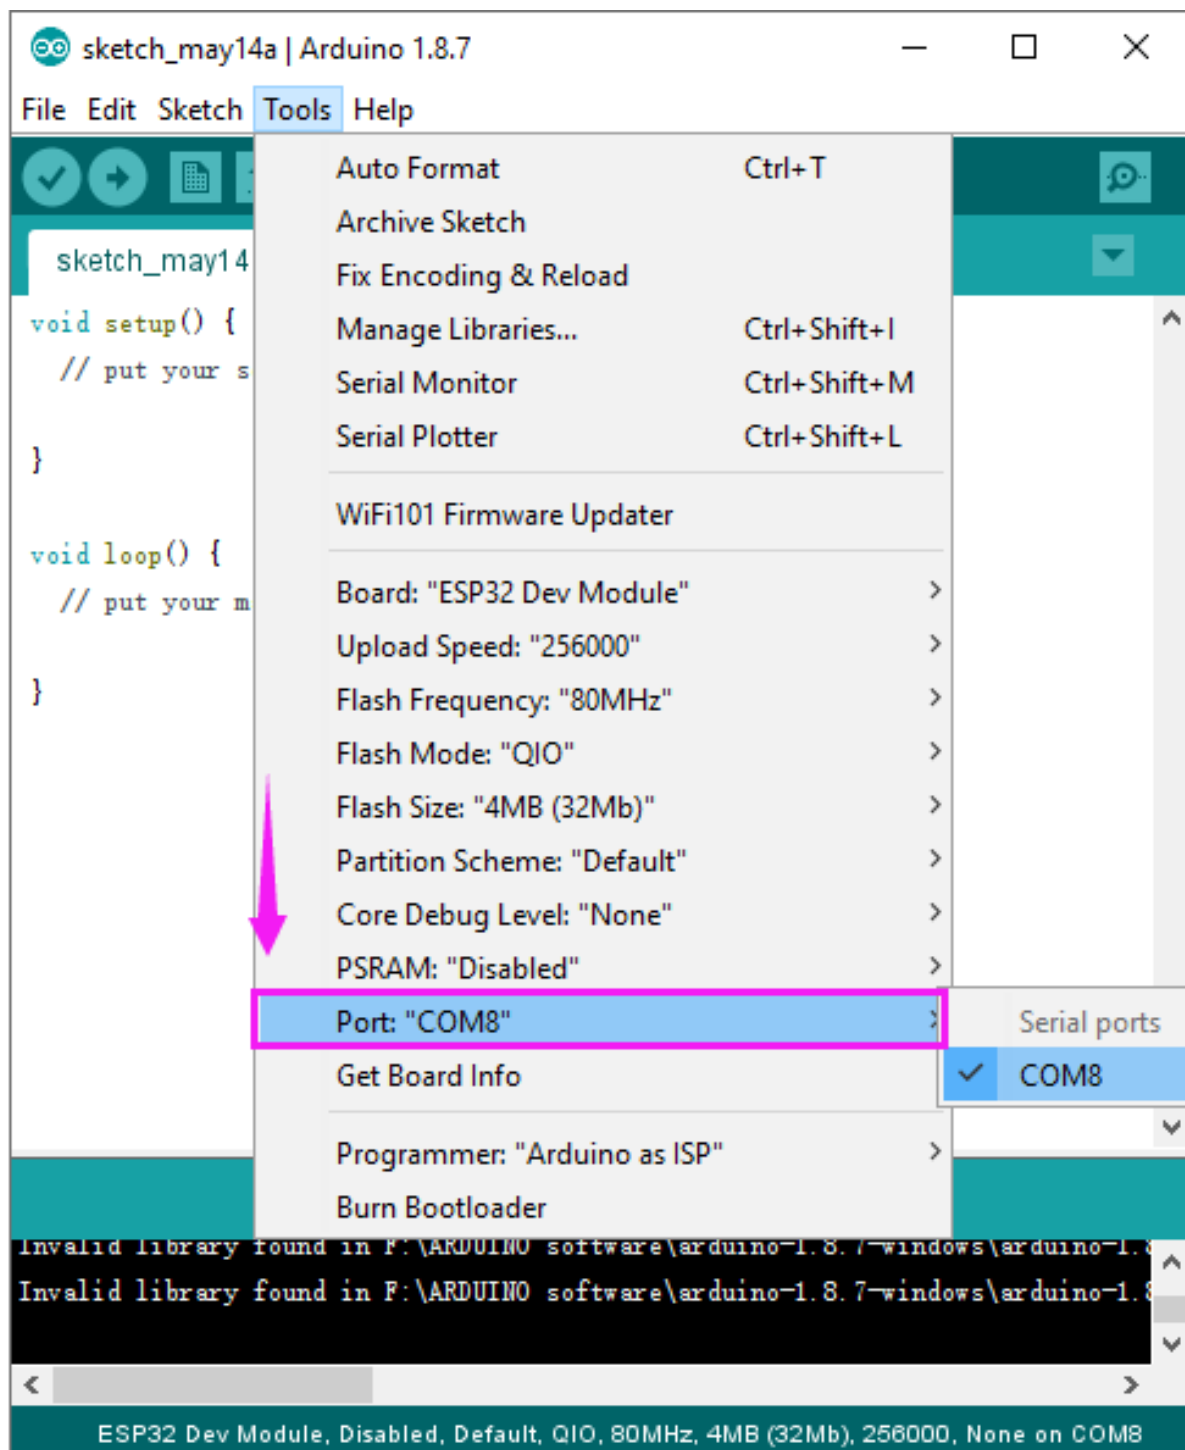 sketch_may14a | Arduino 1.8.7
File Edit Sketch Tools Help
Auto Format Ctrl+T
Archive Sketch
Fix Encoding & Reload
Manage Libraries... Ctrl+Shift+I
Serial Monitor Ctrl+Shift+M
Serial Plotter Ctrl+Shift+L
WiFi101 Firmware Updater
Board: "ESP32 Dev Module"
Upload Speed: "256000"
Flash Frequency: "80MHz"
Flash Mode: "QIO"
Flash Size: "4MB (32Mb)"
Partition Scheme: "Default"
Core Debug Level: "None"
PSRAM: "Disabled"
Port: "COM8"
Get Board Info
Programmer: "Arduino as ISP"
Burn Bootloader
Serial ports
COM8
sketch_may14
void setup() {
// put your s
}
void loop() {
// put your m
}
Invalid library found in F:\ARDUINO software\arduino-1.8.7-windows\arduino-1.8
Invalid library found in F:\ARDUINO software\arduino-1.8.7-windows\arduino-1.8
ESP32 Dev Module, Disabled, Default, QIO, 80MHz, 4MB (32Mb), 256000, None on COM8